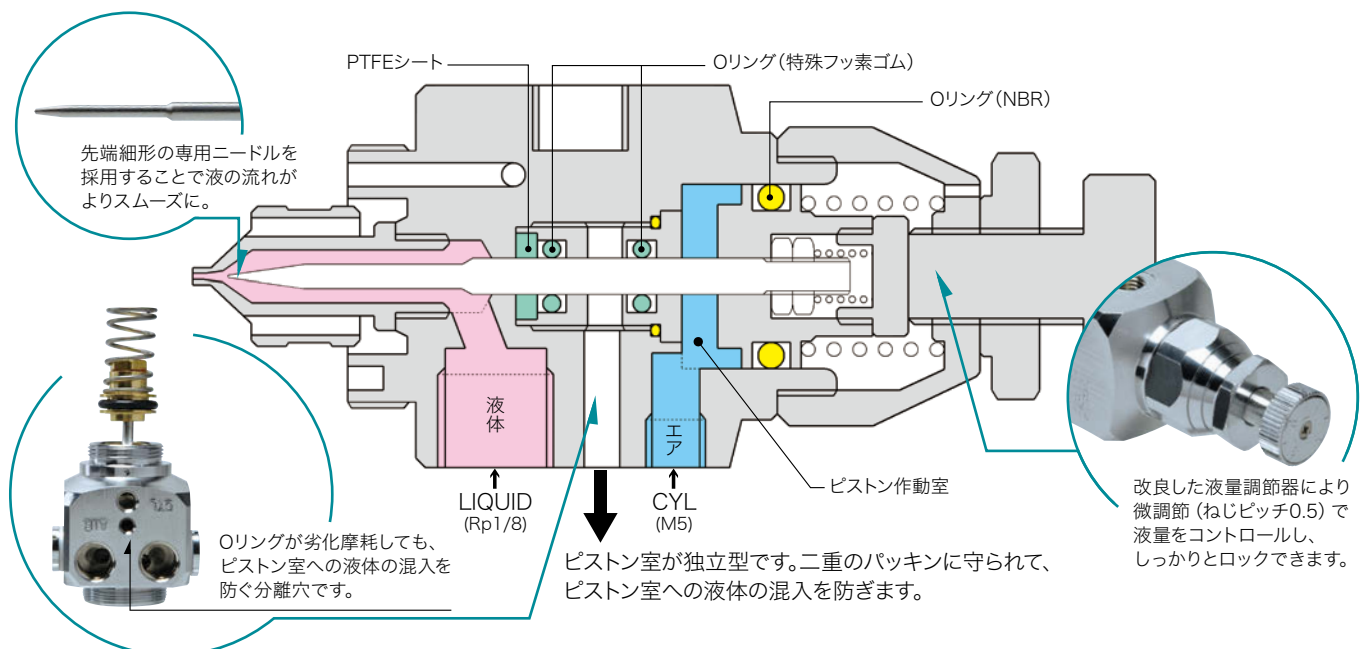 PTFEシート
Oリング（特殊フッ素ゴム）
Oリング（NBR）
先端細形の専用ニードルを
採用することで液の流れが
よりスムーズに。
液体
エア
LIQUID
(Rp1/8)
CYL
(M5)
ピストン作動室
Oリングが劣化摩耗しても、
ピストン室への液体の混入を
防ぐ分離穴です。
ピストン室が独立型です。二重のパッキンに守られて、
ピストン室への液体の混入を防ぎます。
改良した液量調節器により
微調節（ねじピッチ0.5）で
液量をコントロールし、
しっかりとロックできます。